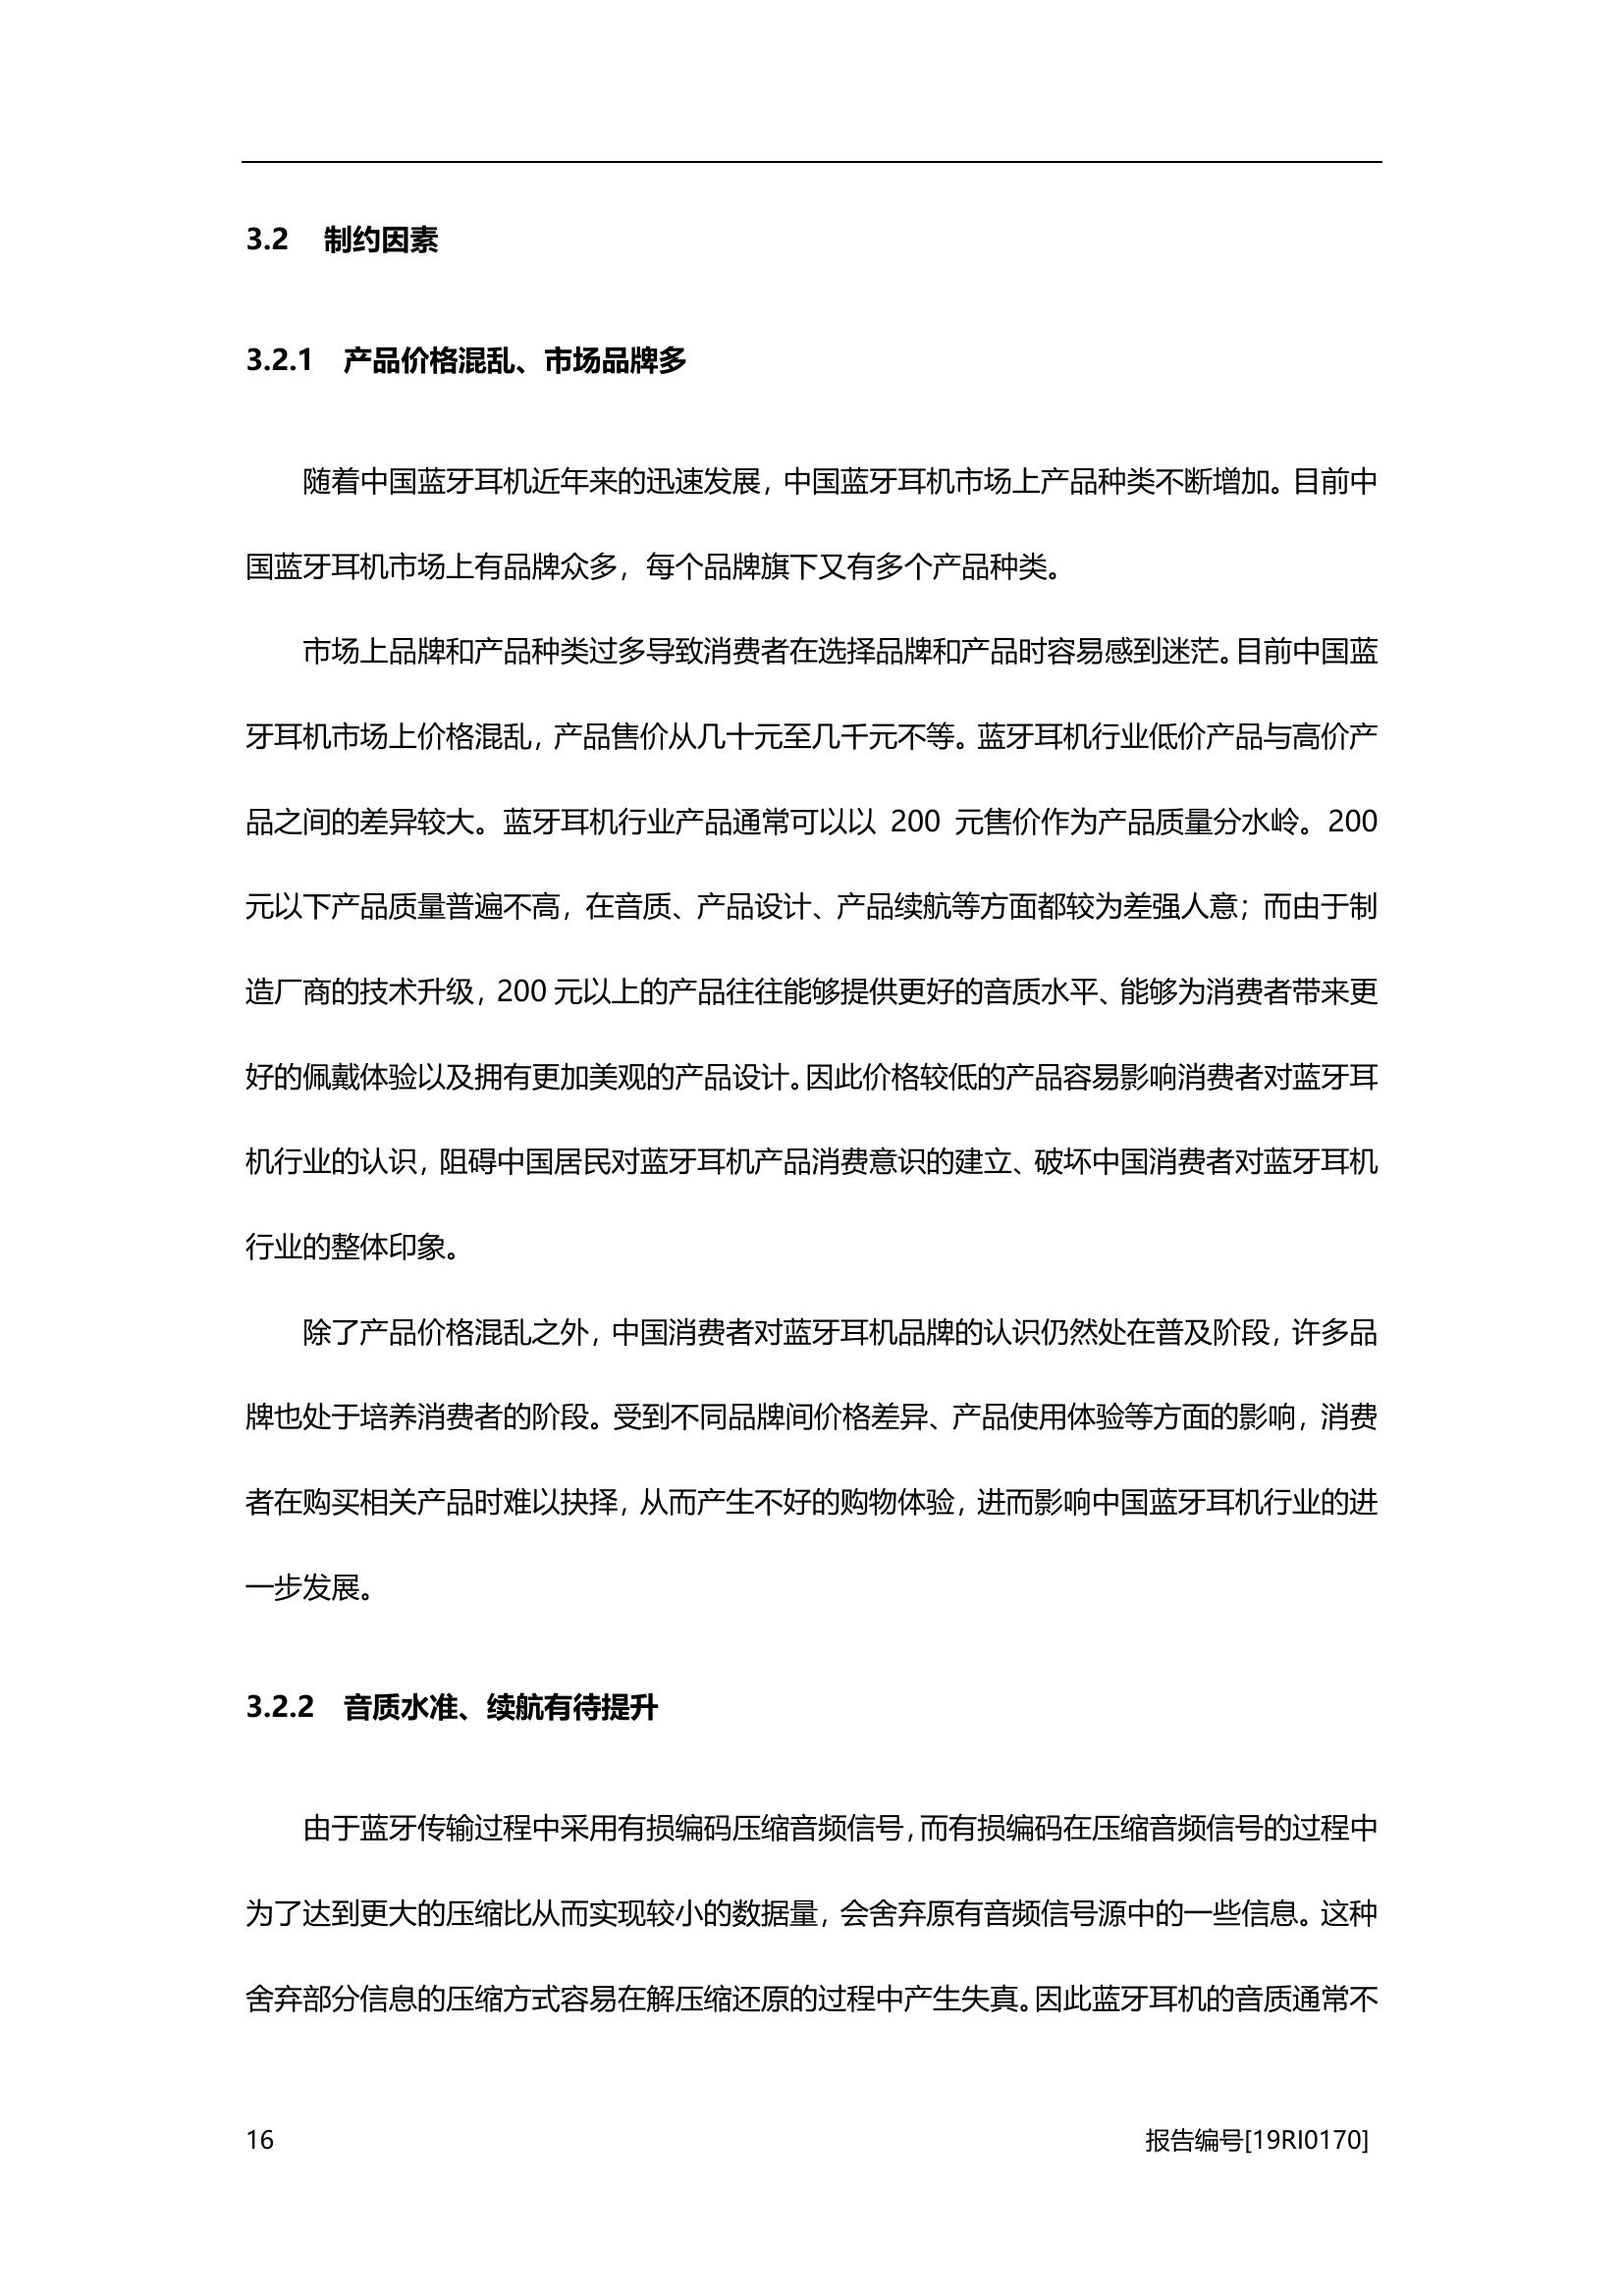 3.2 制约因素
3.2.1 产品价格混乱、市场品牌多
随着中国蓝牙耳机近年来的迅速发展，中国蓝牙耳机市场上产品种类不断增加。目前中
国蓝牙耳机市场上有品牌众多，每个品牌旗下又有多个产品种类。
市场上品牌和产品种类过多导致消费者在选择品牌和产品时容易感到迷茫。目前中国蓝
牙耳机市场上价格混乱，产品售价从几十元至几千元不等。蓝牙耳机行业低价产品与高价产
品之间的差异较大。蓝牙耳机行业产品通常可以以 200 元售价作为产品质量分水岭。200
元以下产品质量普遍不高，在音质、产品设计、产品续航等方面都较为差强人意；而由于制
造厂商的技术升级，200 元以上的产品往往能够提供更好的音质水平、能够为消费者带来更
好的佩戴体验以及拥有更加美观的产品设计。因此价格较低的产品容易影响消费者对蓝牙耳
机行业的认识，阻碍中国居民对蓝牙耳机产品消费意识的建立、破坏中国消费者对蓝牙耳机
行业的整体印象。
除了产品价格混乱之外，中国消费者对蓝牙耳机品牌的认识仍然处在普及阶段，许多品
牌也处于培养消费者的阶段。受到不同品牌间价格差异、产品使用体验等方面的影响，消费
者在购买相关产品时难以抉择，从而产生不好的购物体验，进而影响中国蓝牙耳机行业的进
一步发展。
3.2.2 音质水准、续航有待提升
由于蓝牙传输过程中采用有损编码压缩音频信号，而有损编码在压缩音频信号的过程中
为了达到更大的压缩比从而实现较小的数据量，会舍弃原有音频信号源中的一些信息。这种
舍弃部分信息的压缩方式容易在解压缩还原的过程中产生失真。因此蓝牙耳机的音质通常不
16
报告编号[19RI0170]